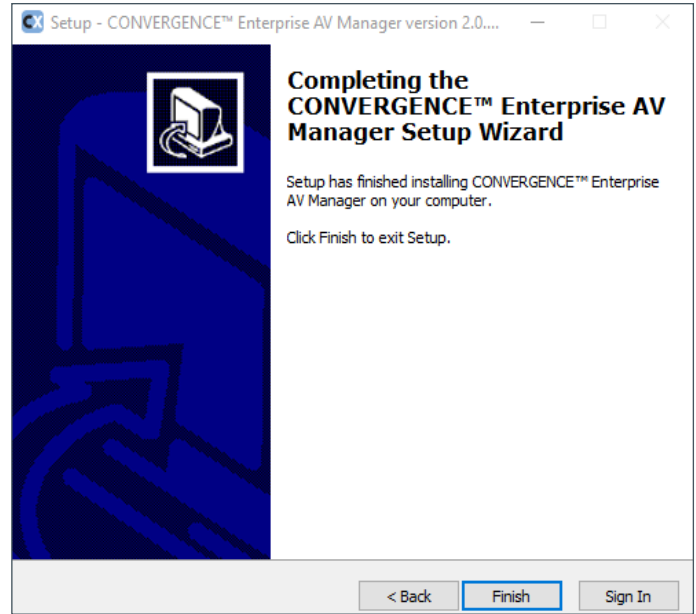 CX Setup - CONVERGENCE™ Enterprise AV Manager version 2.0....
Completing the
CONVERGENCE™ Enterprise AV
Manager Setup Wizard
Setup has finished installing CONVERGENCE™ Enterprise
AV Manager on your computer.
Click Finish to exit Setup.
< Back Finish Sign In